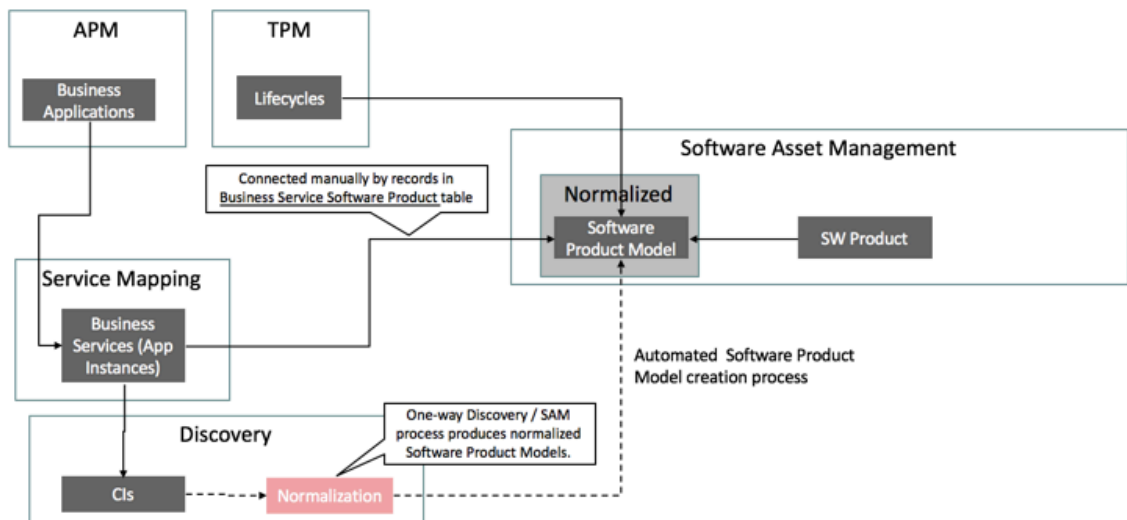 APM
TPM
Business
Applications
Lifecycles
Software Asset Management
Connected manually by records in
Business Service Software Product table
Normalized
Software
Product Model
SW Product
Service Mapping
Business
Services (App
Instances)
Automated Software Product
Model creation process
One-way Discovery / SAM
process produces normalized
Software Product Models.
Discovery
CIs
Normalization